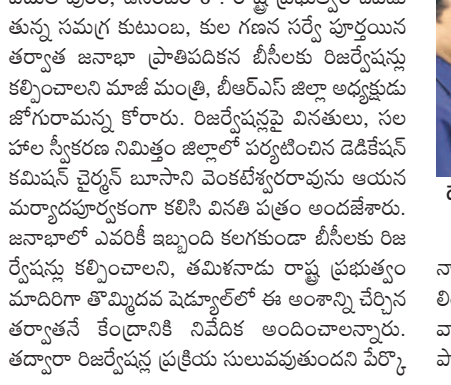 తున్న సమగ్ర కుటుంబ, కుల గణన సర్వే పూర్తయిన
తర్వాత జనాభా ప్రాతిపదికన బీసీలకు రిజర్వేషన్లు
కల్పించాలని మాజీ మంత్రి, బీఆర్ఎస్ జిల్లా అధ్యక్షుడు
జోగురామన్న కోరారు. రిజర్వేషన్లపై వినతులు, సల
హాల స్వీకరణ నిమిత్తం జిల్లాలో పర్యటించిన డెడికేషన్
కమిషన్ చైర్మన్ బూసాని వెంకటేశ్వరరావును ఆయన
మర్యాదపూర్వకంగా కలిసి వినతి పత్రం అందజేశారు.
జనాభాలో ఎవరికీ ఇబ్బంది కలగకుండా బీసీలకు రిజ
ర్వేషన్లు కల్పించాలని, తమిళనాడు రాష్ట్ర ప్రభుత్వం
మాదిరిగా తొమ్మిదవ షెడ్యూల్‌లో ఈ అంశాన్ని చేర్చిన
తర్వాతనే కేంద్రానికి నివేదిక అందించాలన్నారు.
తద్వారా రిజర్వేషన్ల ప్రక్రియ సులువవుతుందని పేర్కొ